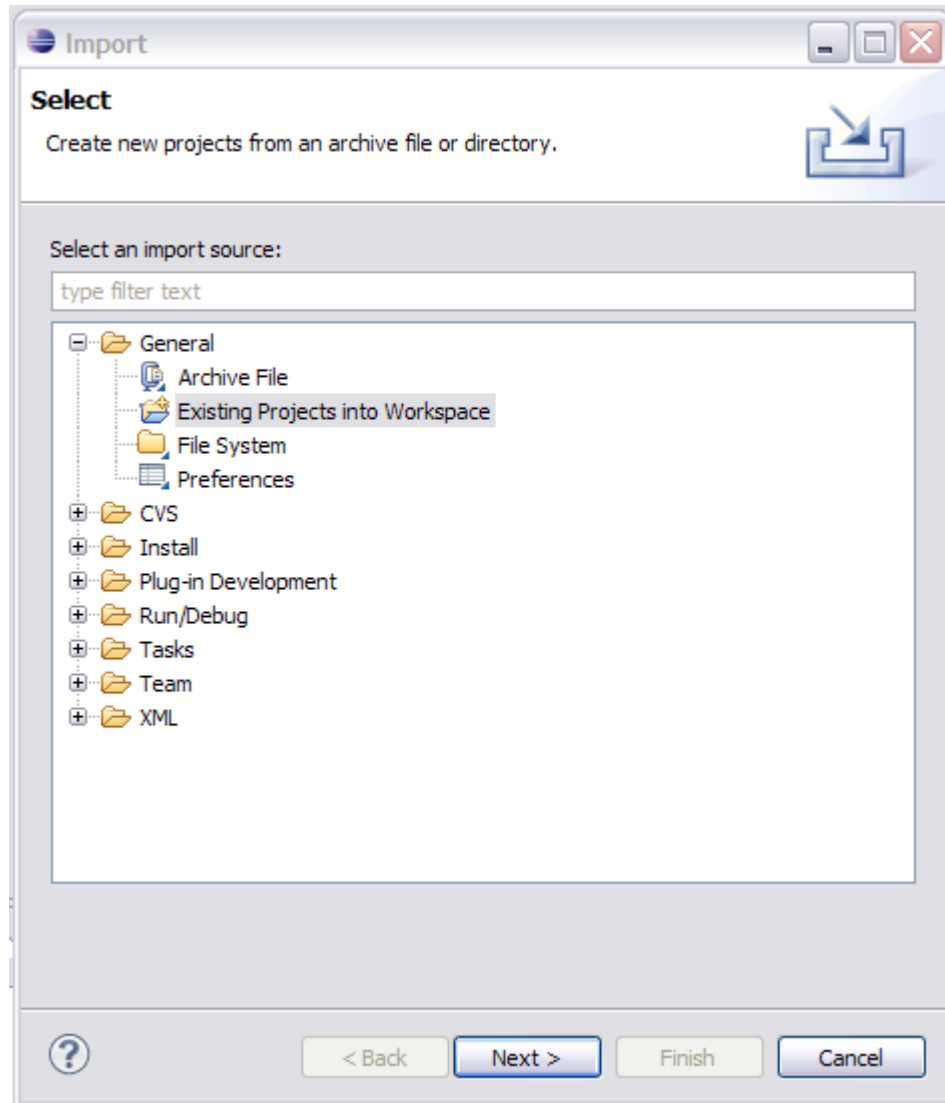 Import
Select
Create new projects from an archive file or directory.
Select an import source:
type filter text
General
Archive File
Existing Projects into Workspace
File System
Preferences
CVS
Install
Plug-in Development
Run/Debug
Tasks
Team
XML
?
< Back
Next >
Finish
Cancel